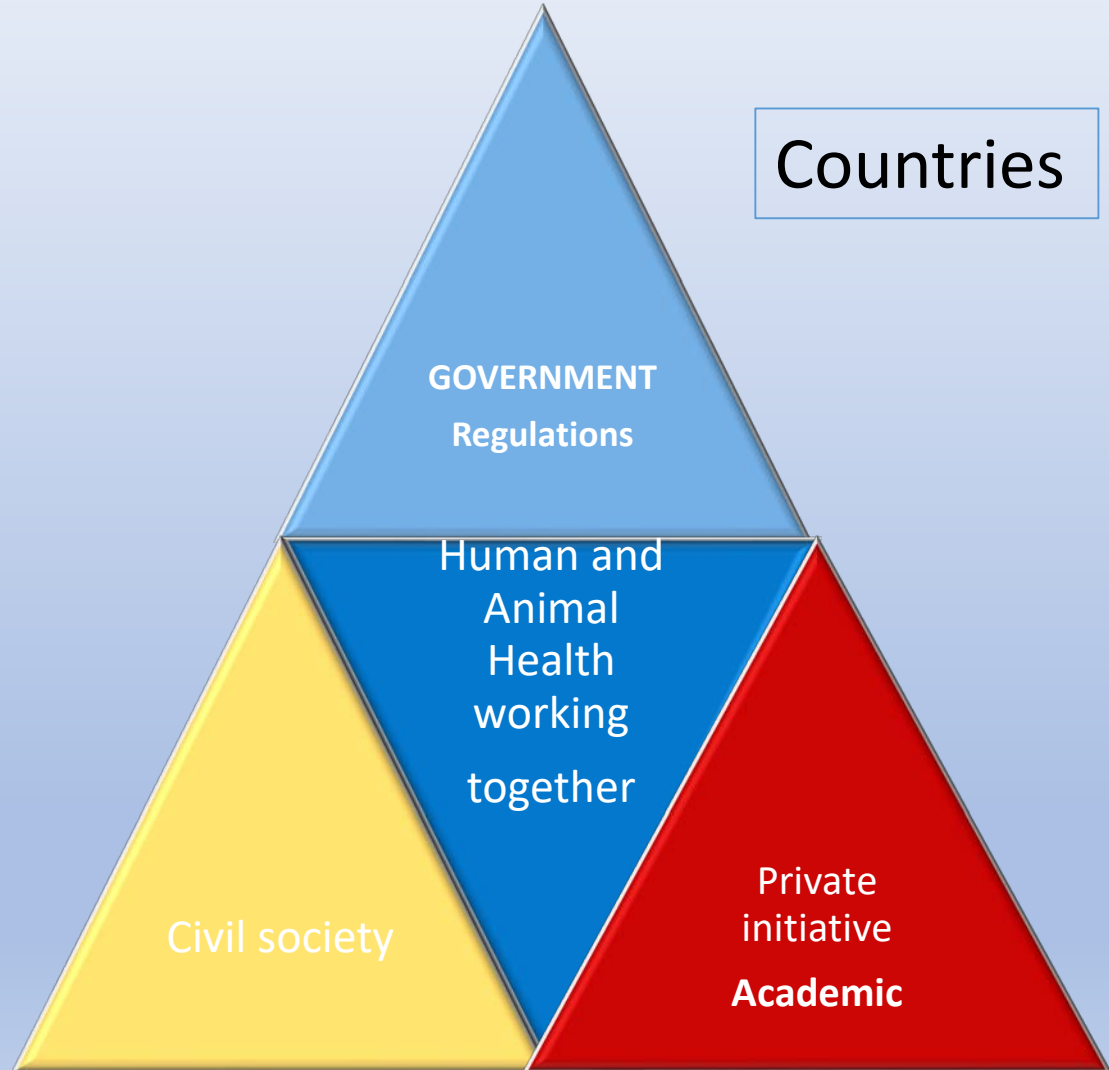 Countries
GOVERNMENT
Regulations
Human and
Animal
Health
working
together
Civil society
Private
initiative
Academic